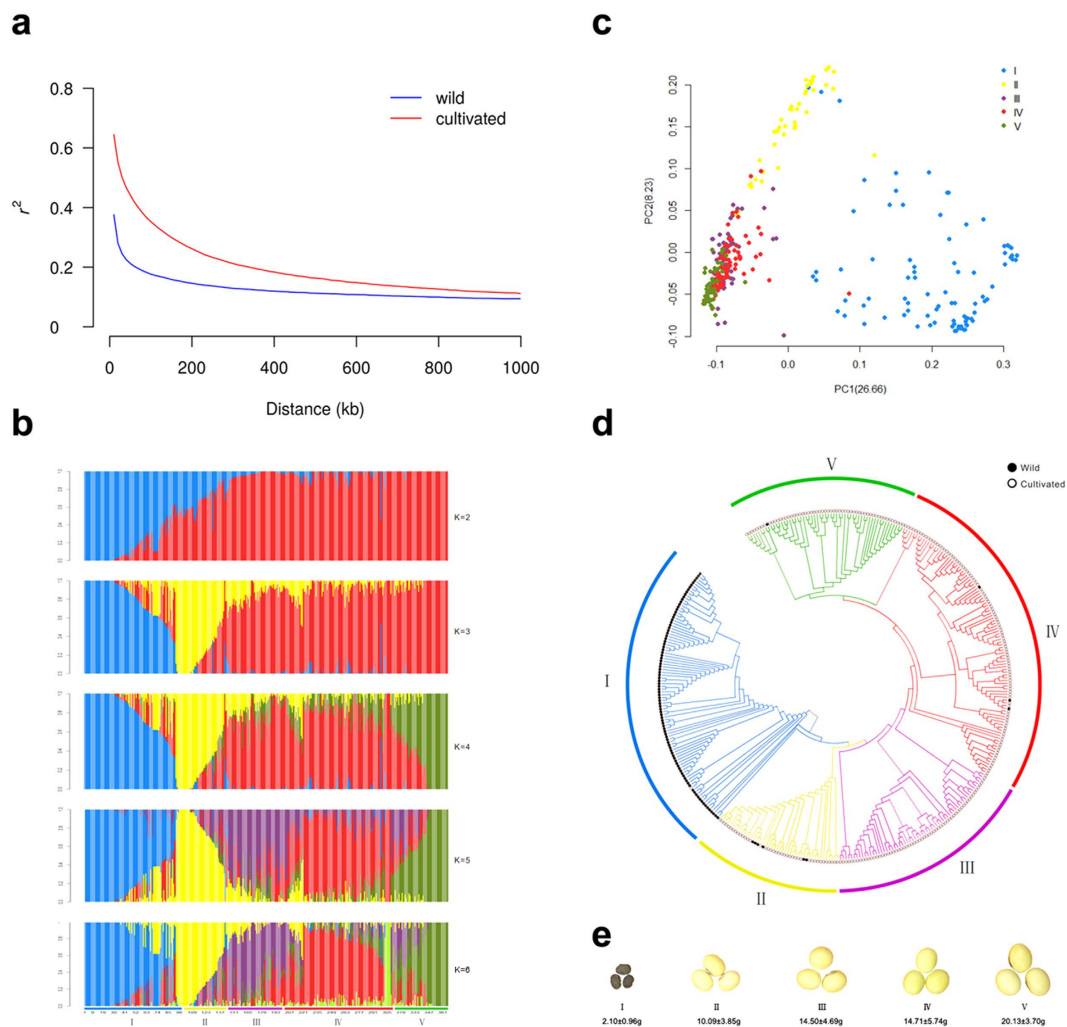 a
0.8
0.6
0.4
0.2
0
r²
wild
cultivated
0 200 400 600 800 1000
Distance (kb)
c
I
II
III
IV
V
0.20
0.15
0.10
0.05
0.00
-0.05
-0.10
PC2(8.23)
-0.1 0.0 0.1 0.2 0.3
PC1(26.66)
b
K=2
K=3
K=4
K=5
K=6
I II III IV V
d
Wild
Cultivated
V
IV
I
III
II
e
I II III IV V
2.10±0.96g 10.09±3.85g 14.50±4.69g 14.71±5.74g 20.13±3.70g